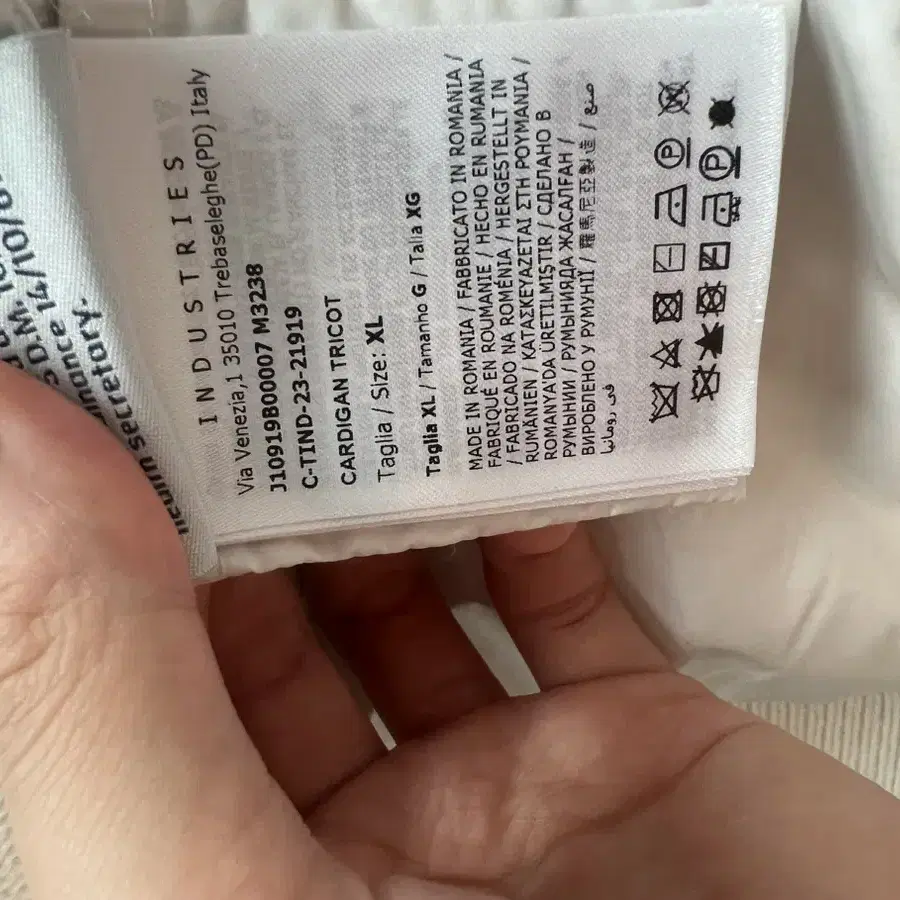 D.M.
14/10/
secretary.
INDUSTRIES
Via Venezia,1 35010 Trebaseleghe(PD) Italy
J10919B00007 M3238
C-TIND-23-21919
CARDIGAN TRICOT
Taglia / Size: XL
Taglia XL / Tamanho G / Talla XG
MADE IN ROMANIA / FABBRICATO IN ROMANIA /
FABRIQUÉ EN ROUMANIE / HECHO EN RUMANIA
/ FABRICADO NA ROMÉNIA / HERGESTELLT IN
RUMÄNIEN / ΚΑΤΑΣΚΕΥΑΖΕΤΑΙ ΣΤΗ ΡΟΥΜΑΝΙΑ /
ROMANYA'DA ÜRETILMIŞTIR / СДЕЛАНО В
РУМЫНИИ / РУМЫНИЯДА ЖАСАЛҒАН /
ВИРОБЛЕНО У РУМУНІЇ / 羅馬尼亞製造 / صنع
في رومانيا